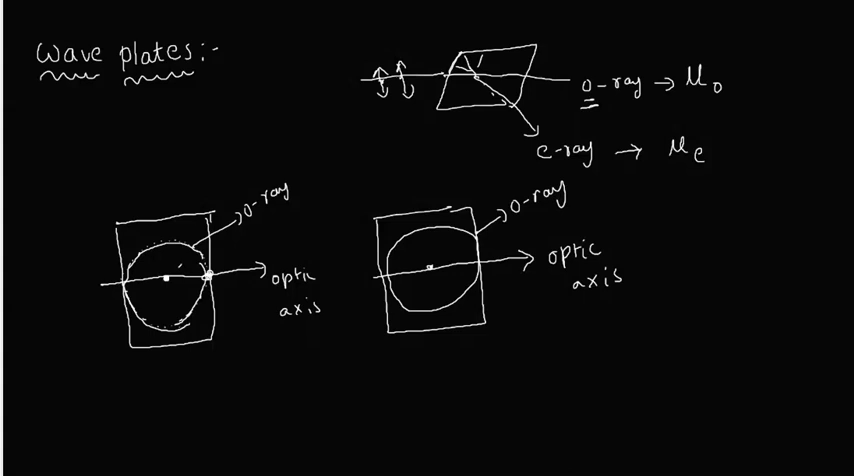 Wave plates:-
O-ray → μo
e-ray → μe
O-ray
optic
axis
O-ray
optic
axis